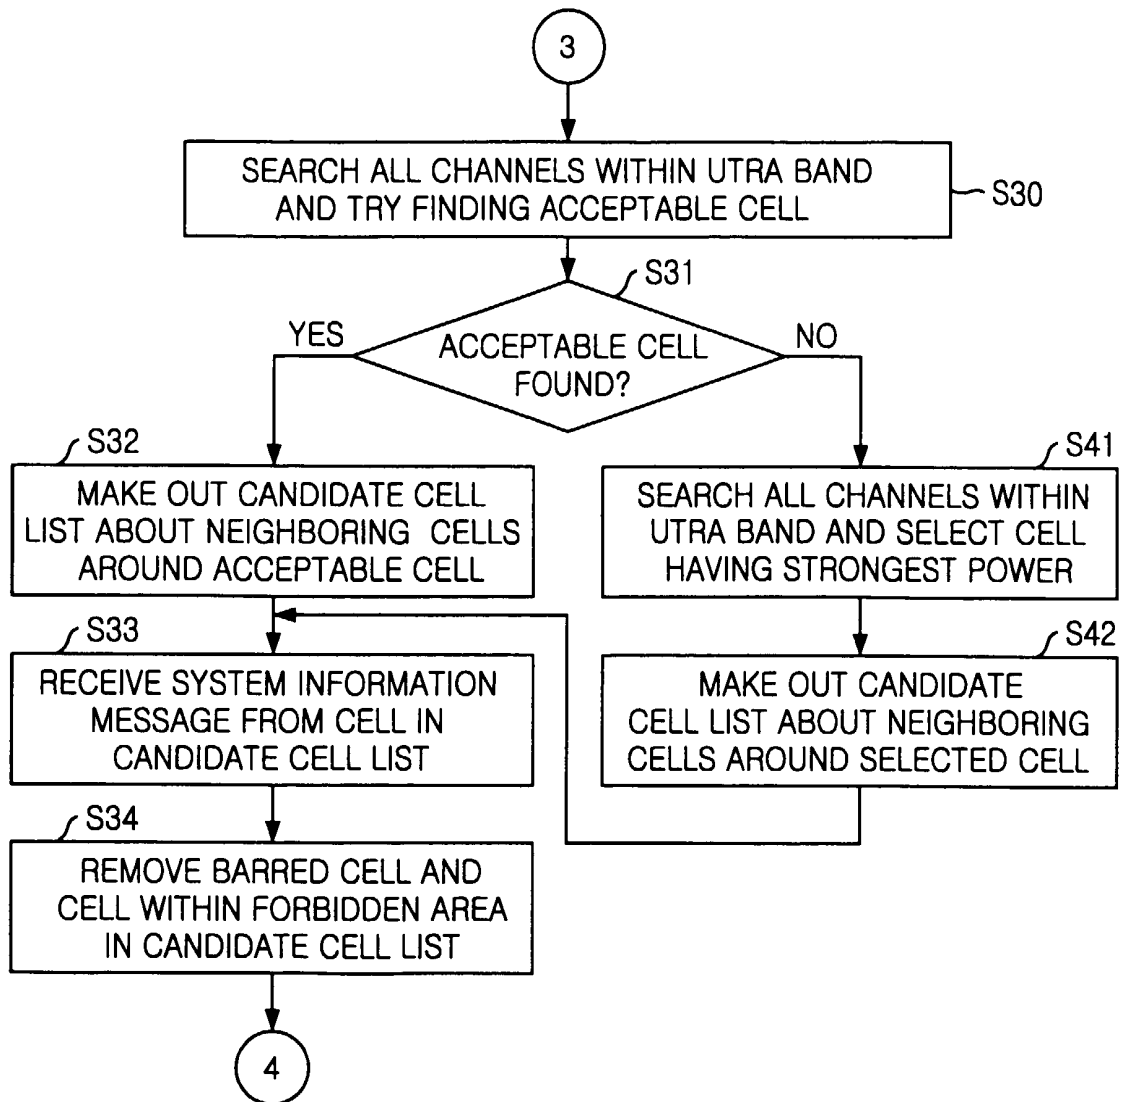 3
SEARCH ALL CHANNELS WITHIN UTRA BAND
AND TRY FINDING ACCEPTABLE CELL
S30
S31
YES
NO
ACCEPTABLE CELL
FOUND?
S32
MAKE OUT CANDIDATE CELL
LIST ABOUT NEIGHBORING CELLS
AROUND ACCEPTABLE CELL
S41
SEARCH ALL CHANNELS WITHIN
UTRA BAND AND SELECT CELL
HAVING STRONGEST POWER
S33
RECEIVE SYSTEM INFORMATION
MESSAGE FROM CELL IN
CANDIDATE CELL LIST
S42
MAKE OUT CANDIDATE
CELL LIST ABOUT NEIGHBORING
CELLS AROUND SELECTED CELL
S34
REMOVE BARRED CELL AND
CELL WITHIN FORBIDDEN AREA
IN CANDIDATE CELL LIST
4